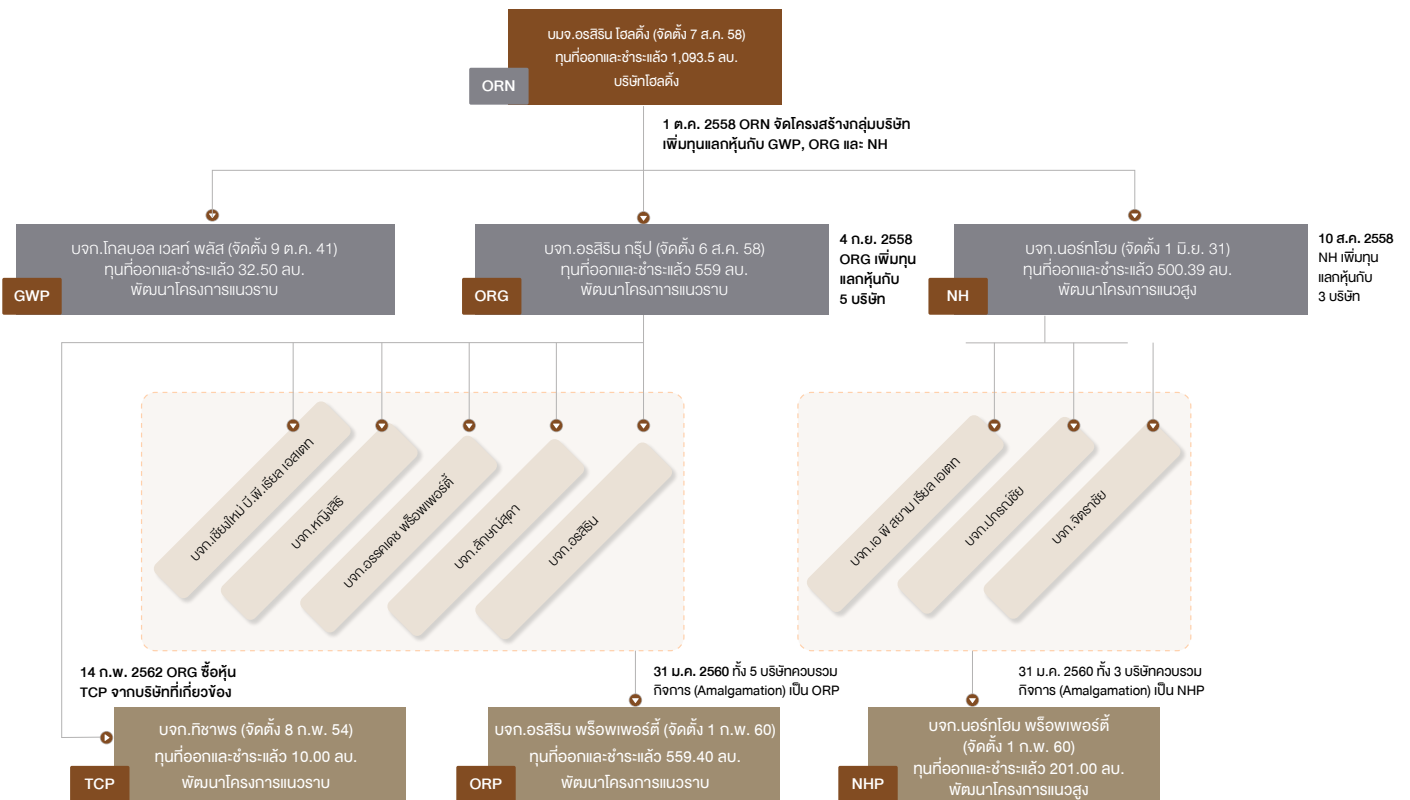 บมจ.อรสิริน โฮลดิ้ง (จัดตั้ง 7 ส.ค. 58)
ทุนที่ออกและชำระแล้ว 1,093.5 ลบ.
บริษัทโฮลดิ้ง
ORN
1 ต.ค. 2558 ORN จัดโครงสร้างกลุ่มบริษัท
เพิ่มทุนแลกหุ้นกับ GWP, ORG และ NH
บจก.โกลบอล เวลท์ พลัส (จัดตั้ง 9 ต.ค. 41)
ทุนที่ออกและชำระแล้ว 32.50 ลบ.
พัฒนาโครงการแนวราบ
GWP
บจก.อรสิริน กรุ๊ป (จัดตั้ง 6 ส.ค. 58)
ทุนที่ออกและชำระแล้ว 559 ลบ.
พัฒนาโครงการแนวราบ
ORG
4 ก.ย. 2558
ORG เพิ่มทุน
แลกหุ้นกับ
5 บริษัท
บจก.นอร์ทโฮม (จัดตั้ง 1 มิ.ย. 31)
ทุนที่ออกและชำระแล้ว 500.39 ลบ.
พัฒนาโครงการแนวสูง
NH
10 ส.ค. 2558
NH เพิ่มทุน
แลกหุ้นกับ
3 บริษัท
บจก.เชียงใหม่ บี.พี.เรียล เอสเตท
บจก.หญิงสิริ
บจก.อรรคเดช พร็อพเพอร์ตี้
บจก.ลักษณ์สุดา
บจก.อรสิริน
บจก.เอ พี สยาม เรียล เอเตท
บจก.ปกรณ์ชัย
บจก.จิตราชัย
14 ก.พ. 2562 ORG ซื้อหุ้น
TCP จากบริษัทที่เกี่ยวข้อง
31 ม.ค. 2560 ทั้ง 5 บริษัทควบรวม
กิจการ (Amalgamation) เป็น ORP
31 ม.ค. 2560 ทั้ง 3 บริษัทควบรวม
กิจการ (Amalgamation) เป็น NHP
บจก.ทิชาพร (จัดตั้ง 8 ก.พ. 54)
ทุนที่ออกและชำระแล้ว 10.00 ลบ.
พัฒนาโครงการแนวราบ
TCP
บจก.อรสิริน พร็อพเพอร์ตี้ (จัดตั้ง 1 ก.พ. 60)
ทุนที่ออกและชำระแล้ว 559.40 ลบ.
พัฒนาโครงการแนวราบ
ORP
บจก.นอร์ทโฮม พร็อพเพอร์ตี้
(จัดตั้ง 1 ก.พ. 60)
ทุนที่ออกและชำระแล้ว 201.00 ลบ.
พัฒนาโครงการแนวสูง
NHP